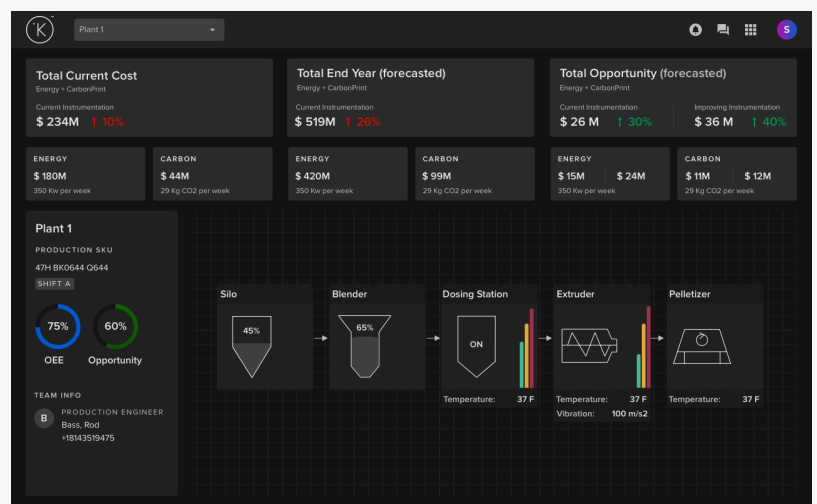 K
Plant 1
S
Total Current Cost
Energy + CarbonPrint
Current Instrumentation
$ 234M ↑ 10%
Total End Year (forecasted)
Energy + CarbonPrint
Current Instrumentation
$ 519M ↑ 26%
Total Opportunity (forecasted)
Energy + CarbonPrint
Current Instrumentation
$ 26 M ↑ 30%
Improving Instrumentation
$ 36 M ↑ 40%
ENERGY
$ 180M
350 Kw per week
CARBON
$ 44M
29 Kg CO2 per week
ENERGY
$ 420M
350 Kw per week
CARBON
$ 99M
29 Kg CO2 per week
ENERGY
$ 15M $ 24M
350 Kw per week
CARBON
$ 11M $ 12M
29 Kg CO2 per week
Plant 1
PRODUCTION SKU
47H BK0644 Q644
SHIFT A
75%
OEE
60%
Opportunity
TEAM INFO
B
PRODUCTION ENGINEER
Bass, Rod
+18143519475
Silo
45%
Blender
65%
Dosing Station
ON
Temperature: 37 F
Extruder
Temperature: 37 F
Vibration: 100 m/s2
Pelletizer
Temperature: 37 F